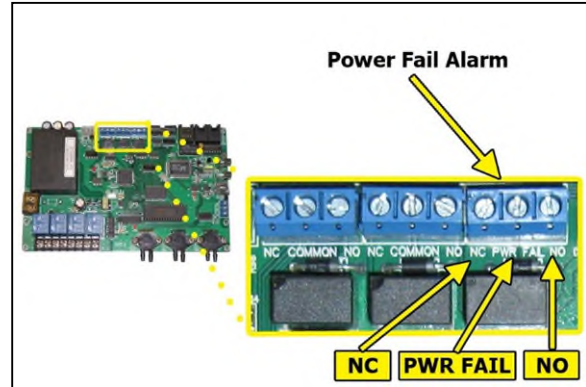 Power Fail Alarm
NC COMMON NO NC COMMON NO NC PWR FAIL NO
NC PWR FAIL NO